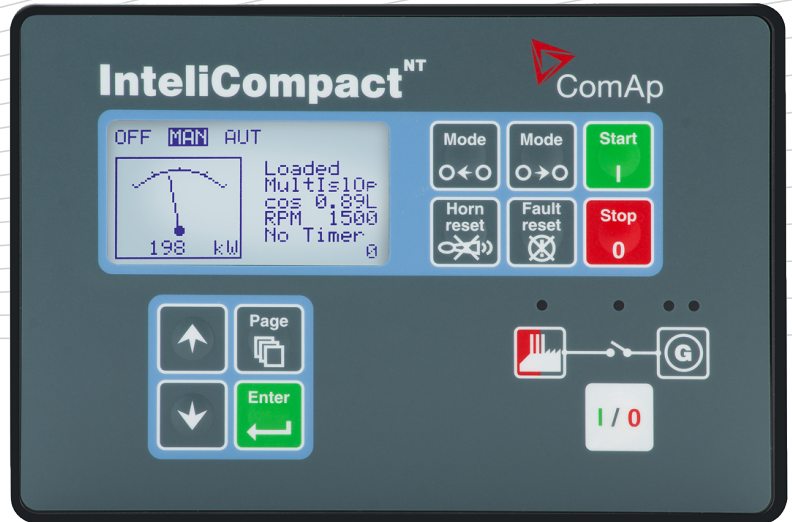 InteliCompact NT
ComAp
OFF MAN AUT
Loaded
MultIslOp
cos 0.89L
RPM 1500
No Timer
0
198 kW
Mode
Mode
Start
I
Horn
reset
Fault
reset
Stop
0
Page
Enter
G
I / 0